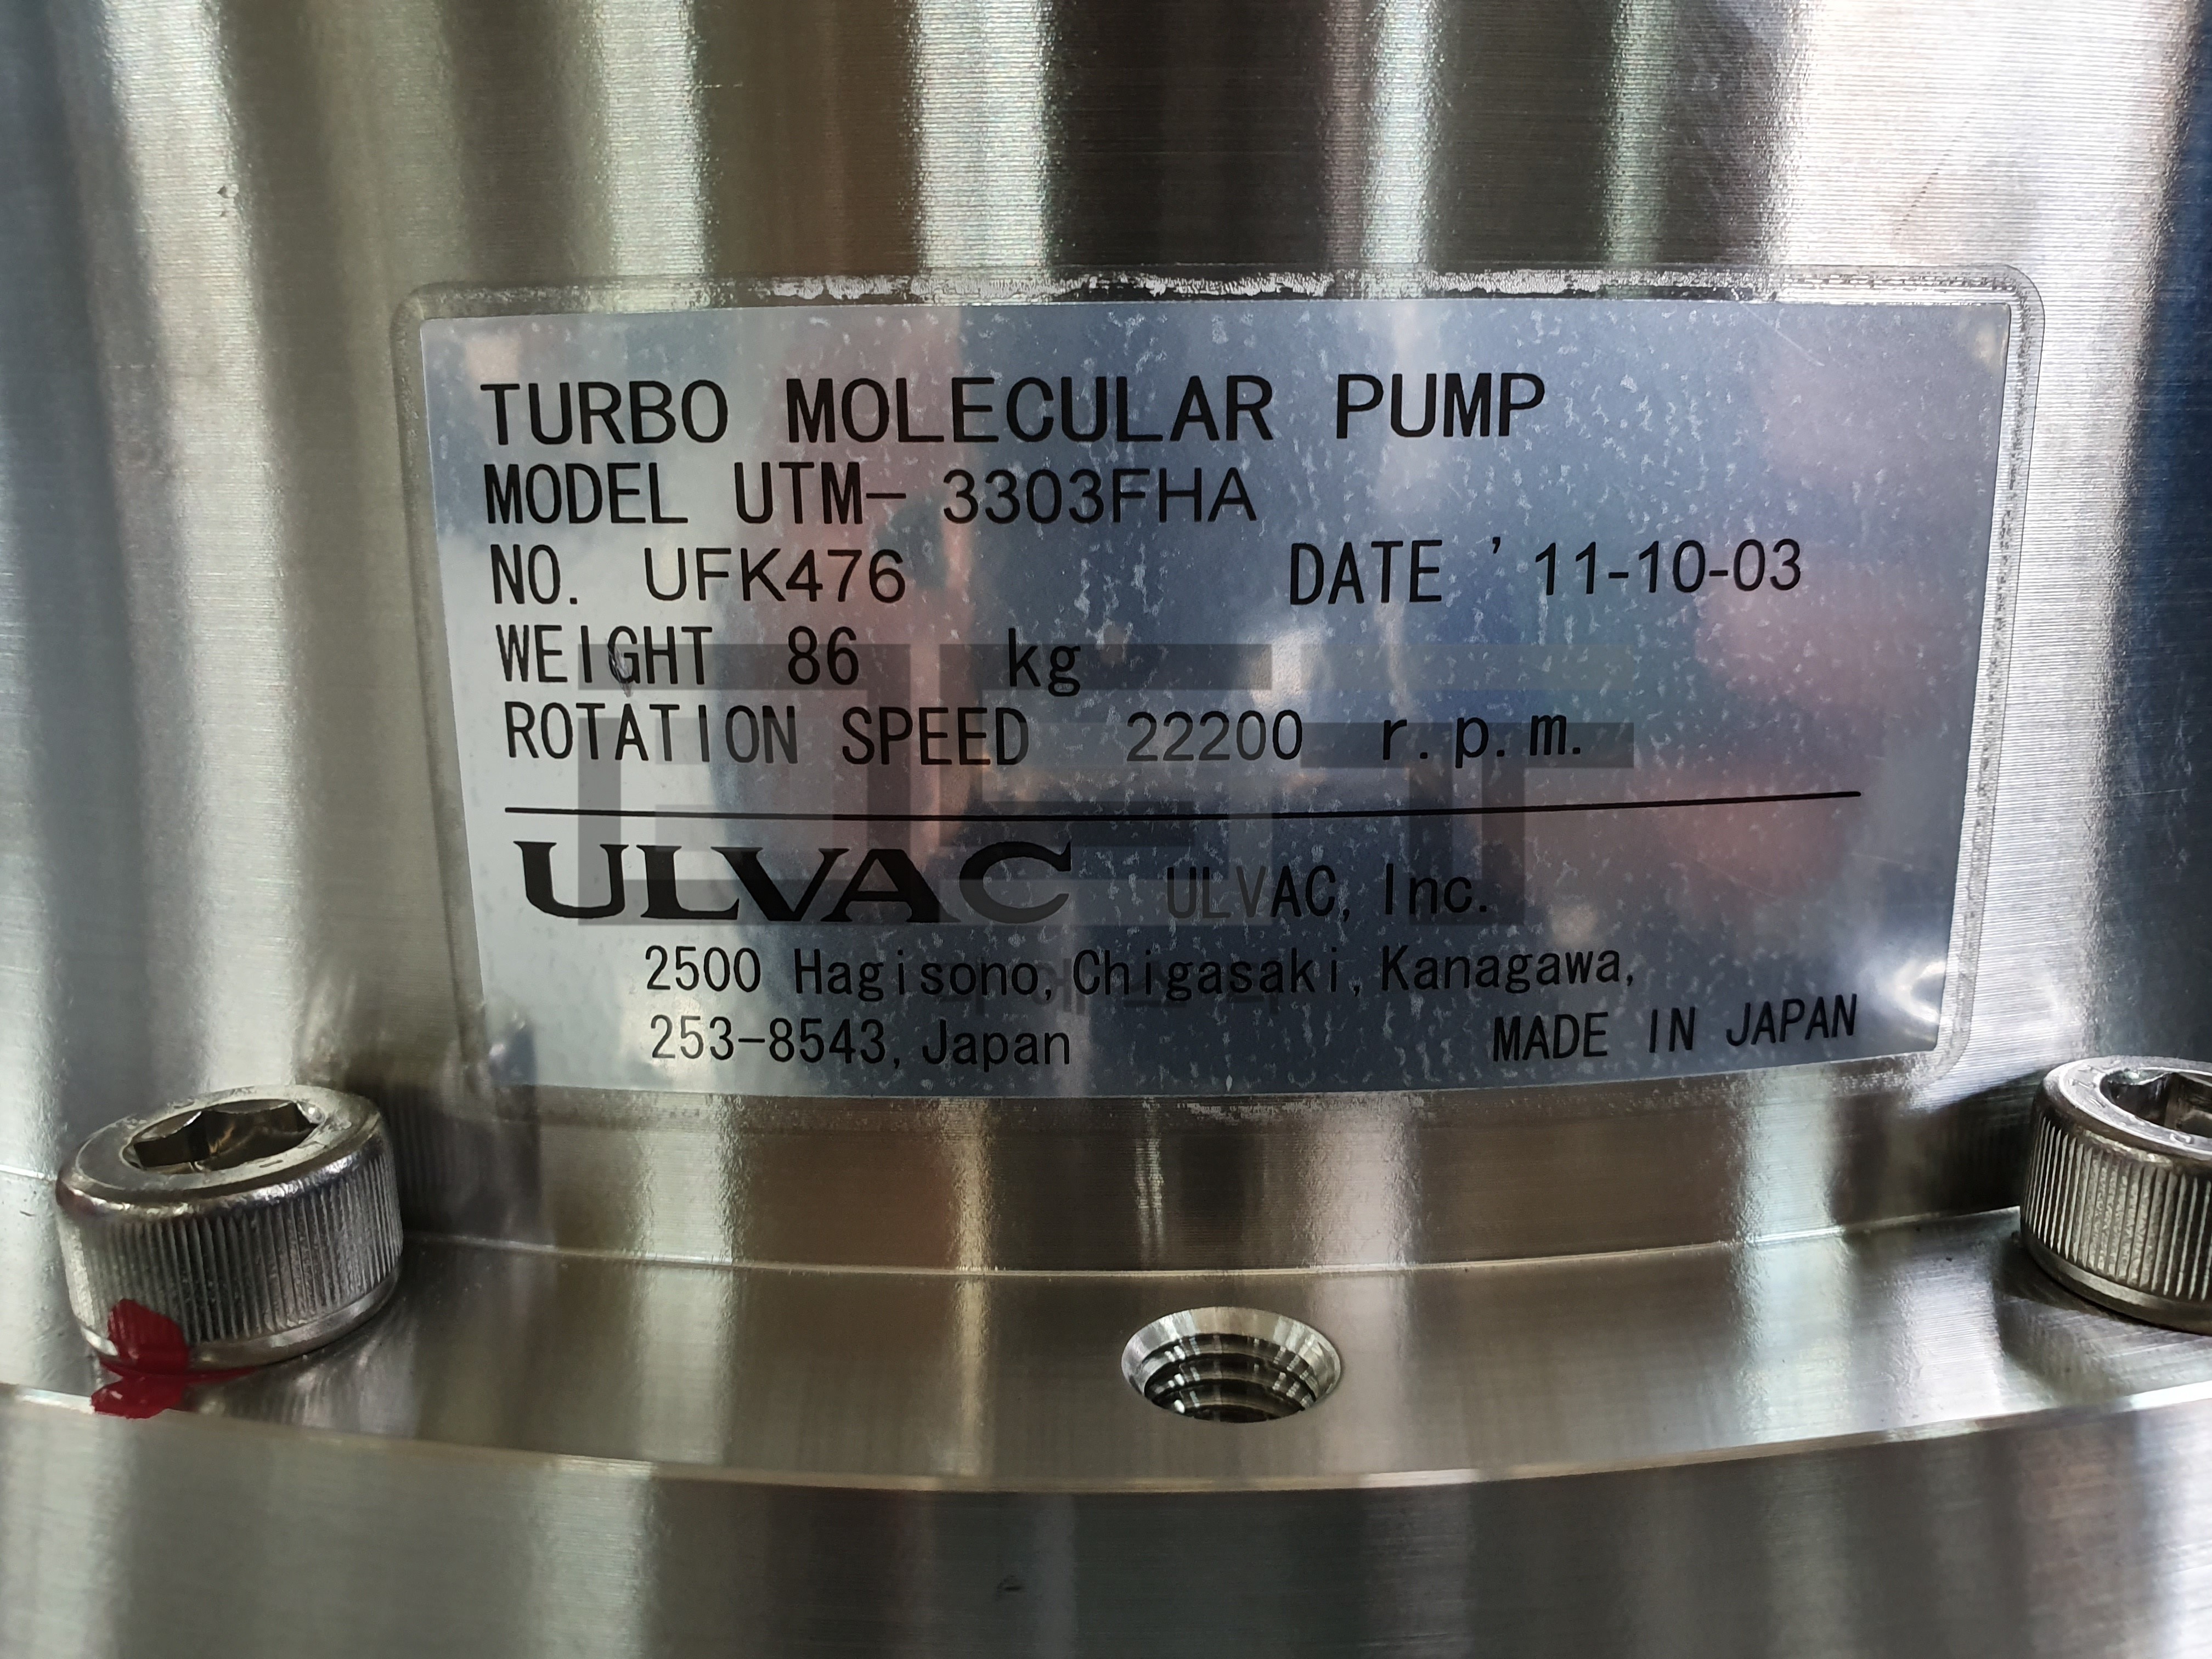 TURBO MOLECULAR PUMP
MODEL UTM- 3303FHA
NO. UFK476 DATE '11-10-03
WEIGHT 86 kg
ROTATION SPEED 22200 r.p.m.
ULVAC ULVAC, Inc.
2500 Hagisono, Chigasaki, Kanagawa,
253-8543, Japan MADE IN JAPAN